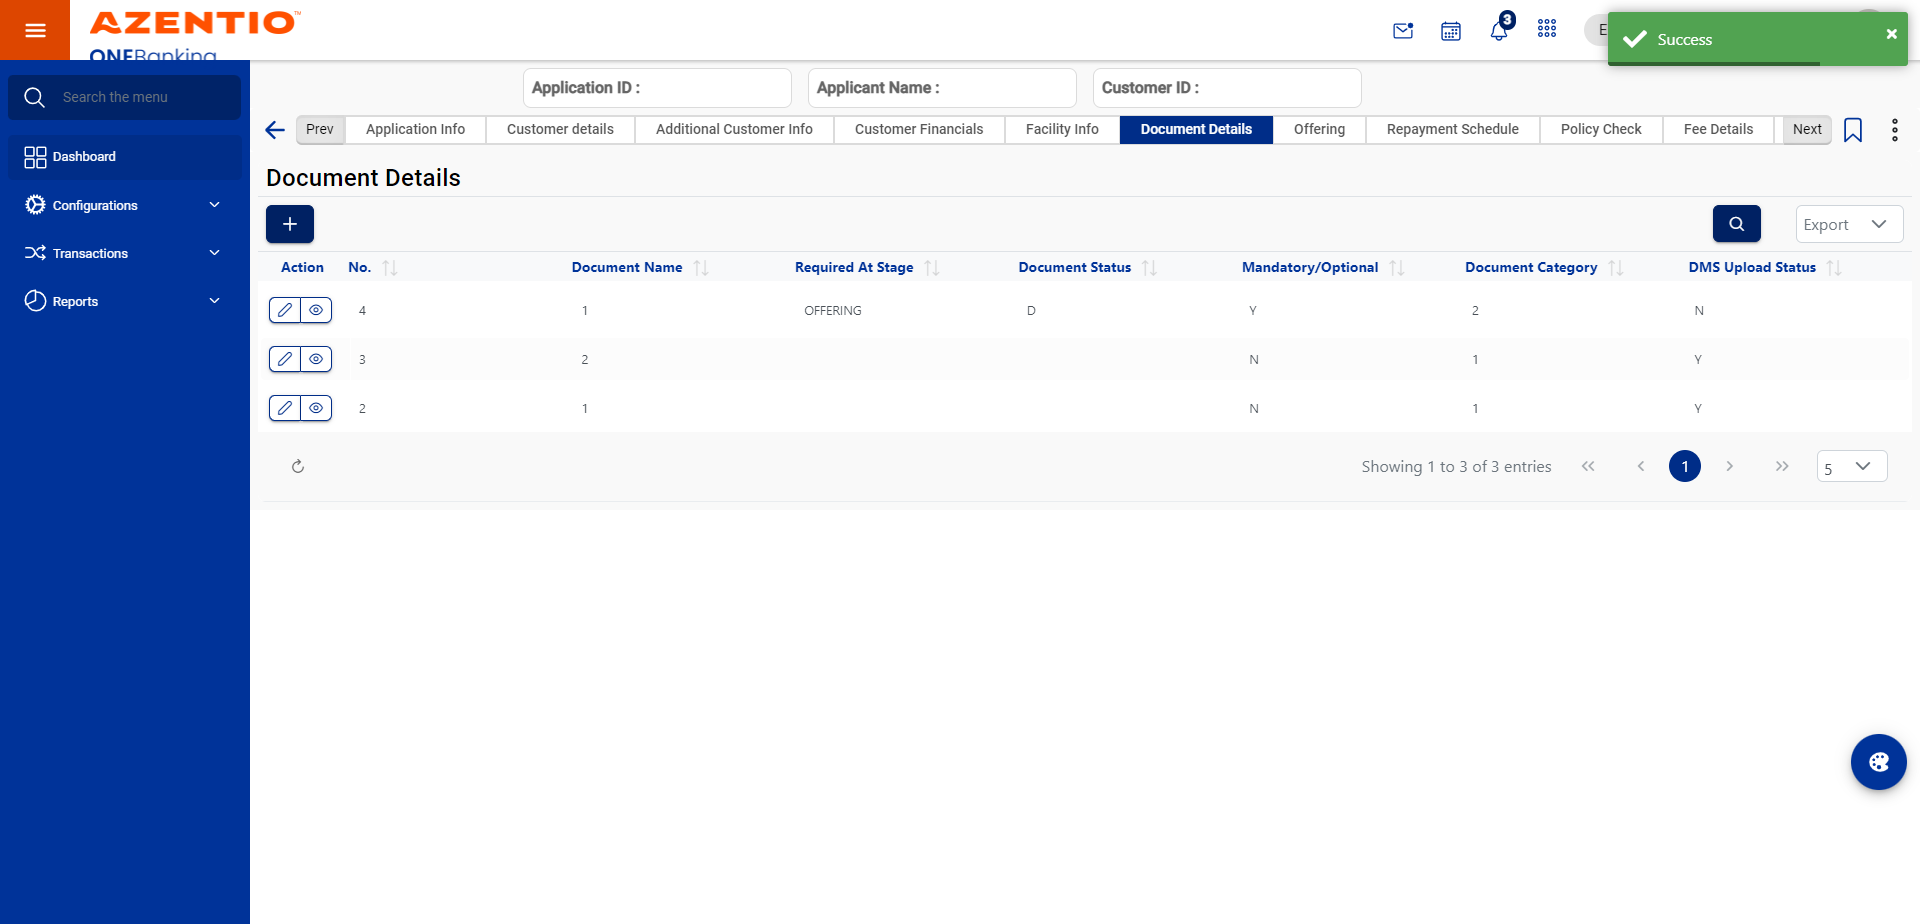 AZENTIO™
ONEBanking
3
Success
Search the menu
Dashboard
Configurations
Transactions
Reports
Application ID :
Applicant Name :
Customer ID :
Prev
Application Info
Customer details
Additional Customer Info
Customer Financials
Facility Info
Document Details
Offering
Repayment Schedule
Policy Check
Fee Details
Next
Document Details
Export
Action No. Document Name Required At Stage Document Status Mandatory/Optional Document Category DMS Upload Status
4 1 OFFERING D Y 2 N
3 2 N 1 Y
2 1 N 1 Y
Showing 1 to 3 of 3 entries
1
5